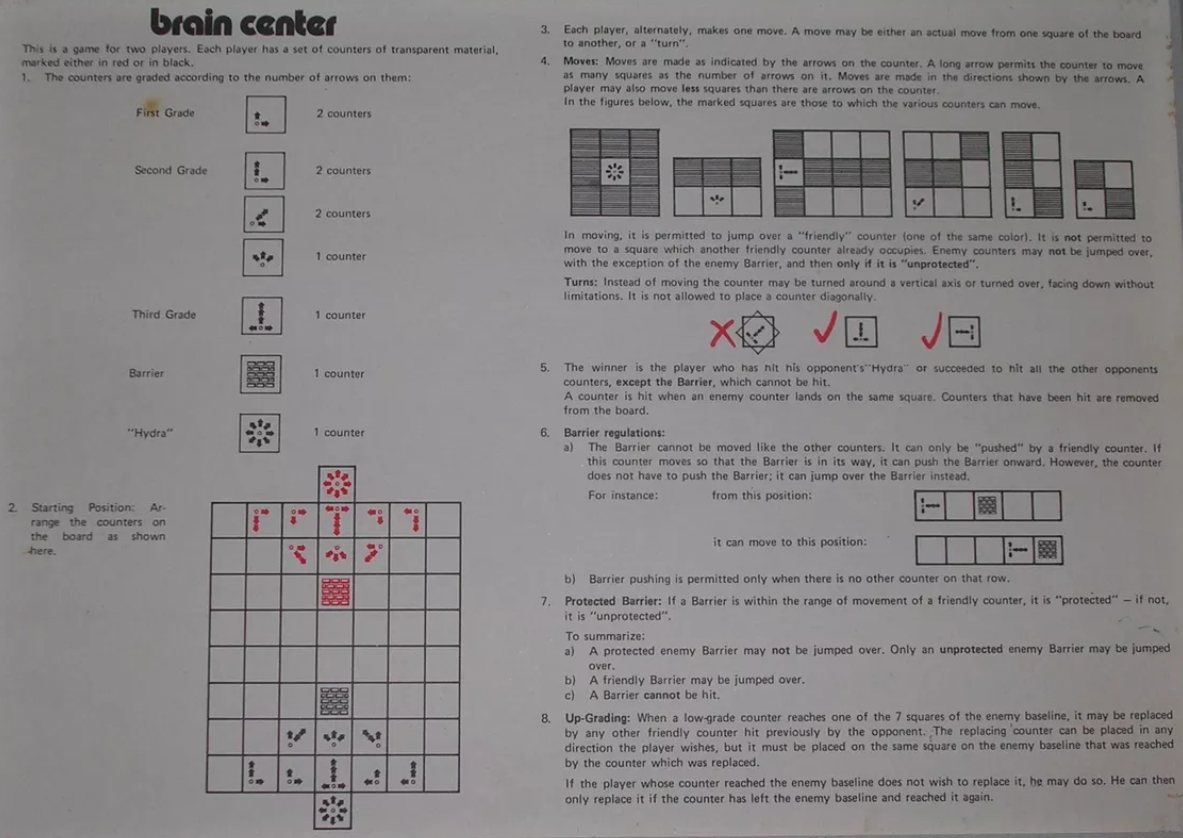 brain center
This is a game for two players. Each player has a set of counters of transparent material,
marked either in red or in black.
1. The counters are graded according to the number of arrows on them:
First Grade 2 counters
Second Grade 2 counters
2 counters
1 counter
Third Grade 1 counter
Barrier 1 counter
"Hydra" 1 counter
2. Starting Position: Ar-
range the counters on
the board as shown
here.
3. Each player, alternately, makes one move. A move may be either an actual move from one square of the board
to another, or a "turn".
4. Moves: Moves are made as indicated by the arrows on the counter. A long arrow permits the counter to move
as many squares as the number of arrows on it. Moves are made in the directions shown by the arrows. A
player may also move less squares than there are arrows on the counter.
In the figures below, the marked squares are those to which the various counters can move.
In moving, it is permitted to jump over a "friendly" counter (one of the same color). It is not permitted to
move to a square which another friendly counter already occupies. Enemy counters may not be jumped over,
with the exception of the enemy Barrier, and then only if it is "unprotected".
Turns: Instead of moving the counter may be turned around a vertical axis or turned over, facing down without
limitations. It is not allowed to place a counter diagonally.
5. The winner is the player who has hit his opponent's "Hydra" or succeeded to hit all the other opponents
counters, except the Barrier, which cannot be hit.
A counter is hit when an enemy counter lands on the same square. Counters that have been hit are removed
from the board.
6. Barrier regulations:
a) The Barrier cannot be moved like the other counters. It can only be "pushed" by a friendly counter. If
this counter moves so that the Barrier is in its way, it can push the Barrier onward. However, the counter
does not have to push the Barrier; it can jump over the Barrier instead.
For instance: from this position:
it can move to this position:
b) Barrier pushing is permitted only when there is no other counter on that row.
7. Protected Barrier: If a Barrier is within the range of movement of a friendly counter, it is "protected" – if not,
it is "unprotected".
To summarize:
a) A protected enemy Barrier may not be jumped over. Only an unprotected enemy Barrier may be jumped
over.
b) A friendly Barrier may be jumped over.
c) A Barrier cannot be hit.
8. Up-Grading: When a low-grade counter reaches one of the 7 squares of the enemy baseline, it may be replaced
by any other friendly counter hit previously by the opponent. The replacing counter can be placed in any
direction the player wishes, but it must be placed on the same square on the enemy baseline that was reached
by the counter which was replaced.
If the player whose counter reached the enemy baseline does not wish to replace it, he may do so. He can then
only replace it if the counter has left the enemy baseline and reached it again.